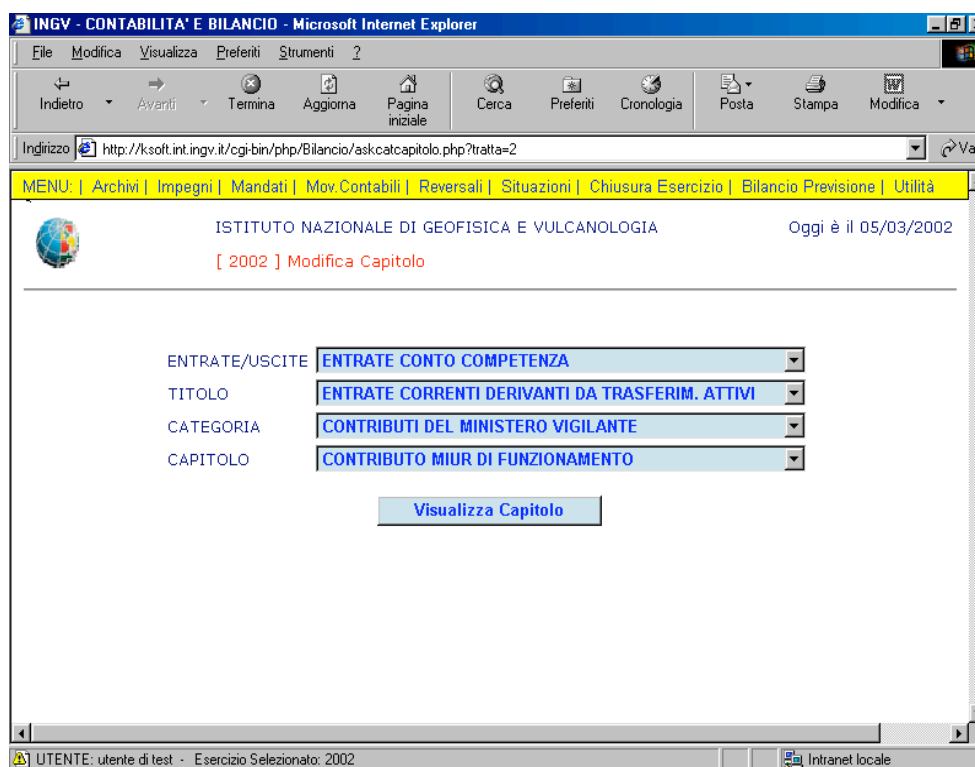 INGV - CONTABILITA' E BILANCIO - Microsoft Internet Explorer
File Modifica Visualizza Preferiti Strumenti ?
Indietro Avanti Termina Aggiorna Pagina iniziale Cerca Preferiti Cronologia Posta Stampa Modifica
Indirizzo http://ksoft.int.ingv.it/cgi-bin/php/Bilancio/askcatcapitolo.php?tratta=2 Va
MENU: | Archivi | Impegni | Mandati | Mov.Contabili | Reversali | Situazioni | Chiusura Esercizio | Bilancio Previsione | Utilità
ISTITUTO NAZIONALE DI GEOFISICA E VULCANOLOGIA Oggi è il 05/03/2002
[ 2002 ] Modifica Capitolo
ENTRATE/USCITE ENTRATE CONTO COMPETENZA
TITOLO ENTRATE CORRENTI DERIVANTI DA TRASFERIM. ATTIVI
CATEGORIA CONTRIBUTI DEL MINISTERO VIGILANTE
CAPITOLO CONTRIBUTO MIUR DI FUNZIONAMENTO
Visualizza Capitolo
UTENTE: utente di test - Esercizio Selezionato: 2002 Intranet locale